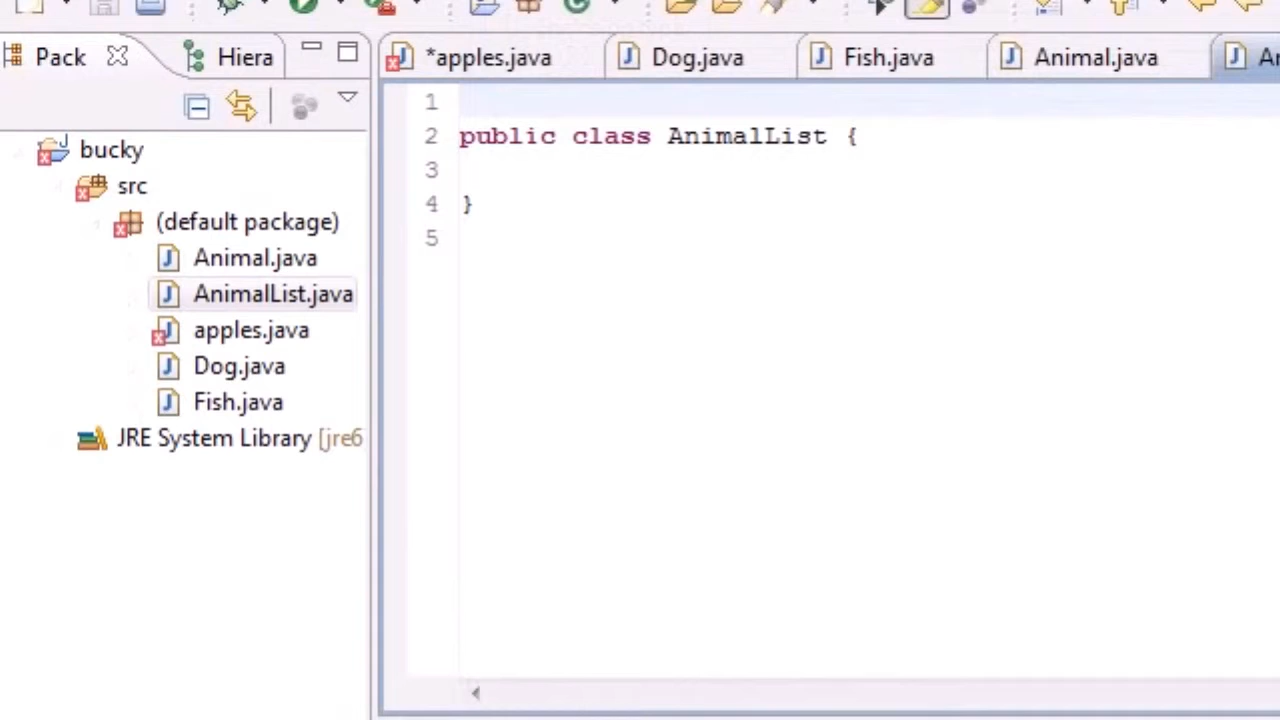 Pack
Hiera
*apples.java
Dog.java
Fish.java
Animal.java
bucky
src
(default package)
Animal.java
AnimalList.java
apples.java
Dog.java
Fish.java
JRE System Library [jre6
1
2 public class AnimalList {
3
4 }
5